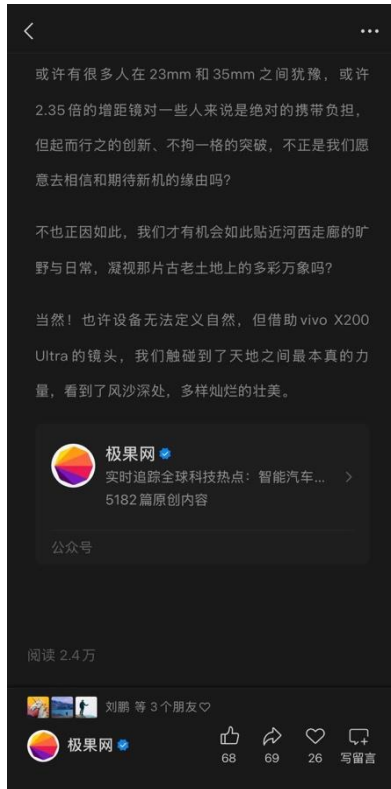 或许有很多人在 23mm 和 35mm 之间犹豫，或许
2.35 倍的增距镜对一些人来说是绝对的携带负担，
但起而行之的创新、不拘一格的突破，不正是我们愿
意去相信和期待新机的缘由吗？
不也正因如此，我们才有机会如此贴近河西走廊的旷
野与日常，凝视那片古老土地上的多彩万象吗？
当然！也许设备无法定义自然，但借助 vivo X200
Ultra 的镜头，我们触碰到了天地之间最本真的力
量，看到了风沙深处，多样灿烂的壮美。
极果网
实时追踪全球科技热点：智能汽车...
5182 篇原创内容
公众号
阅读 2.4万
刘鹏 等 3 个朋友♡
极果网
68 69 26 写留言